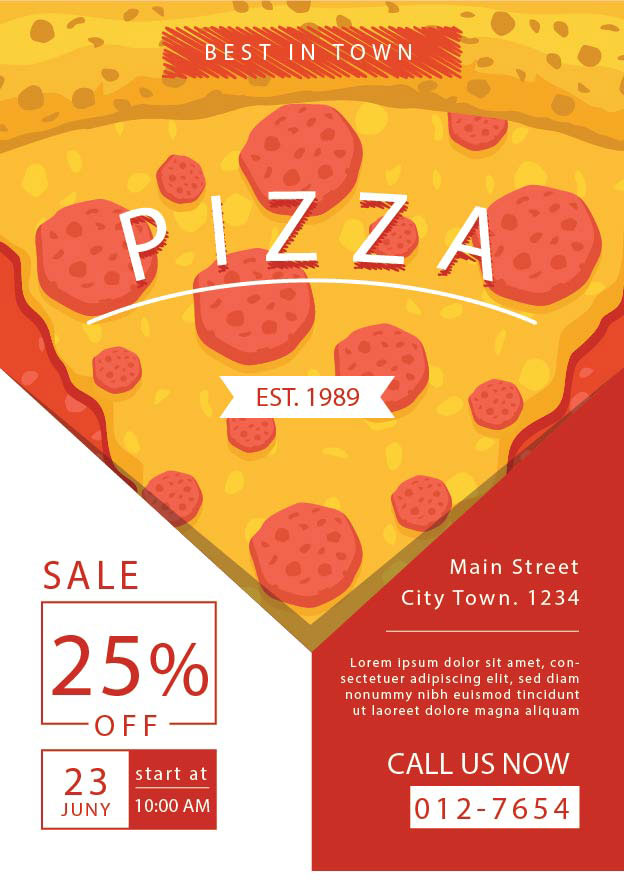 BEST IN TOWN
PIZZA
EST. 1989
SALE
25%
OFF
23
JUNY
start at
10:00 AM
Main Street
City Town. 1234
Lorem ipsum dolor sit amet, con-
sectetuer adipiscing elit, sed diam
nonummy nibh euismod tincidunt
ut laoreet dolore magna aliquam
CALL US NOW
012-7654